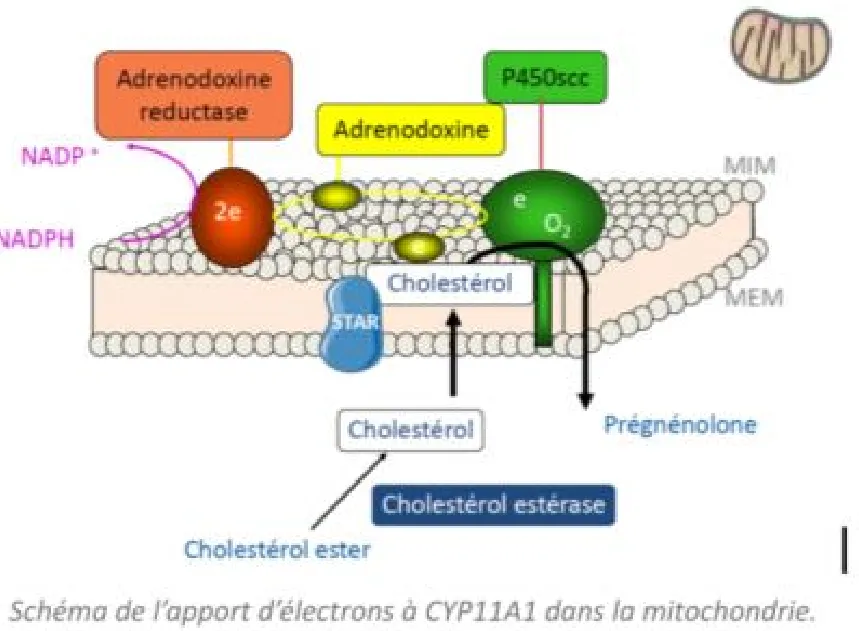 Adrenodoxine
reductase
P450scc
Adrenodoxine
NADP +
MIM
2e
e
O₂
NADPH
Cholestérol
MEM
STAR
Cholestérol
Prégnénolone
Cholestérol estérase
Cholestérol ester
Schéma de l'apport d'électrons à CYP11A1 dans la mitochondrie.